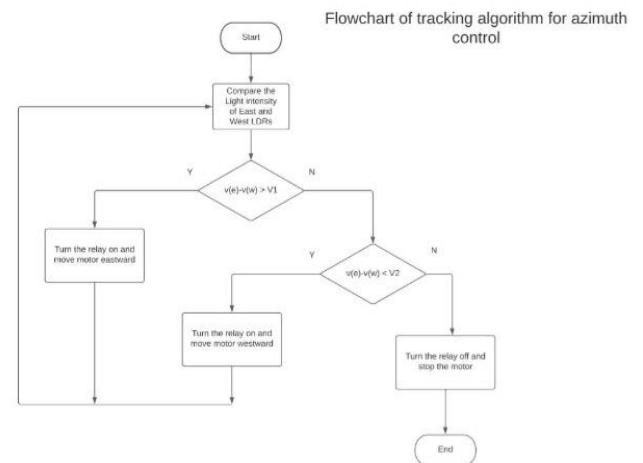 Flowchart of tracking algorithm for azimuth
control
Start
Compare the
Light intensity
of East and
West LDRs
Y
N
v(e)-v(w) > V1
Turn the relay on and
move motor eastward
Y
N
v(e)-v(w) < V2
Turn the relay on and
move motor westward
Turn the relay off and
stop the motor
End